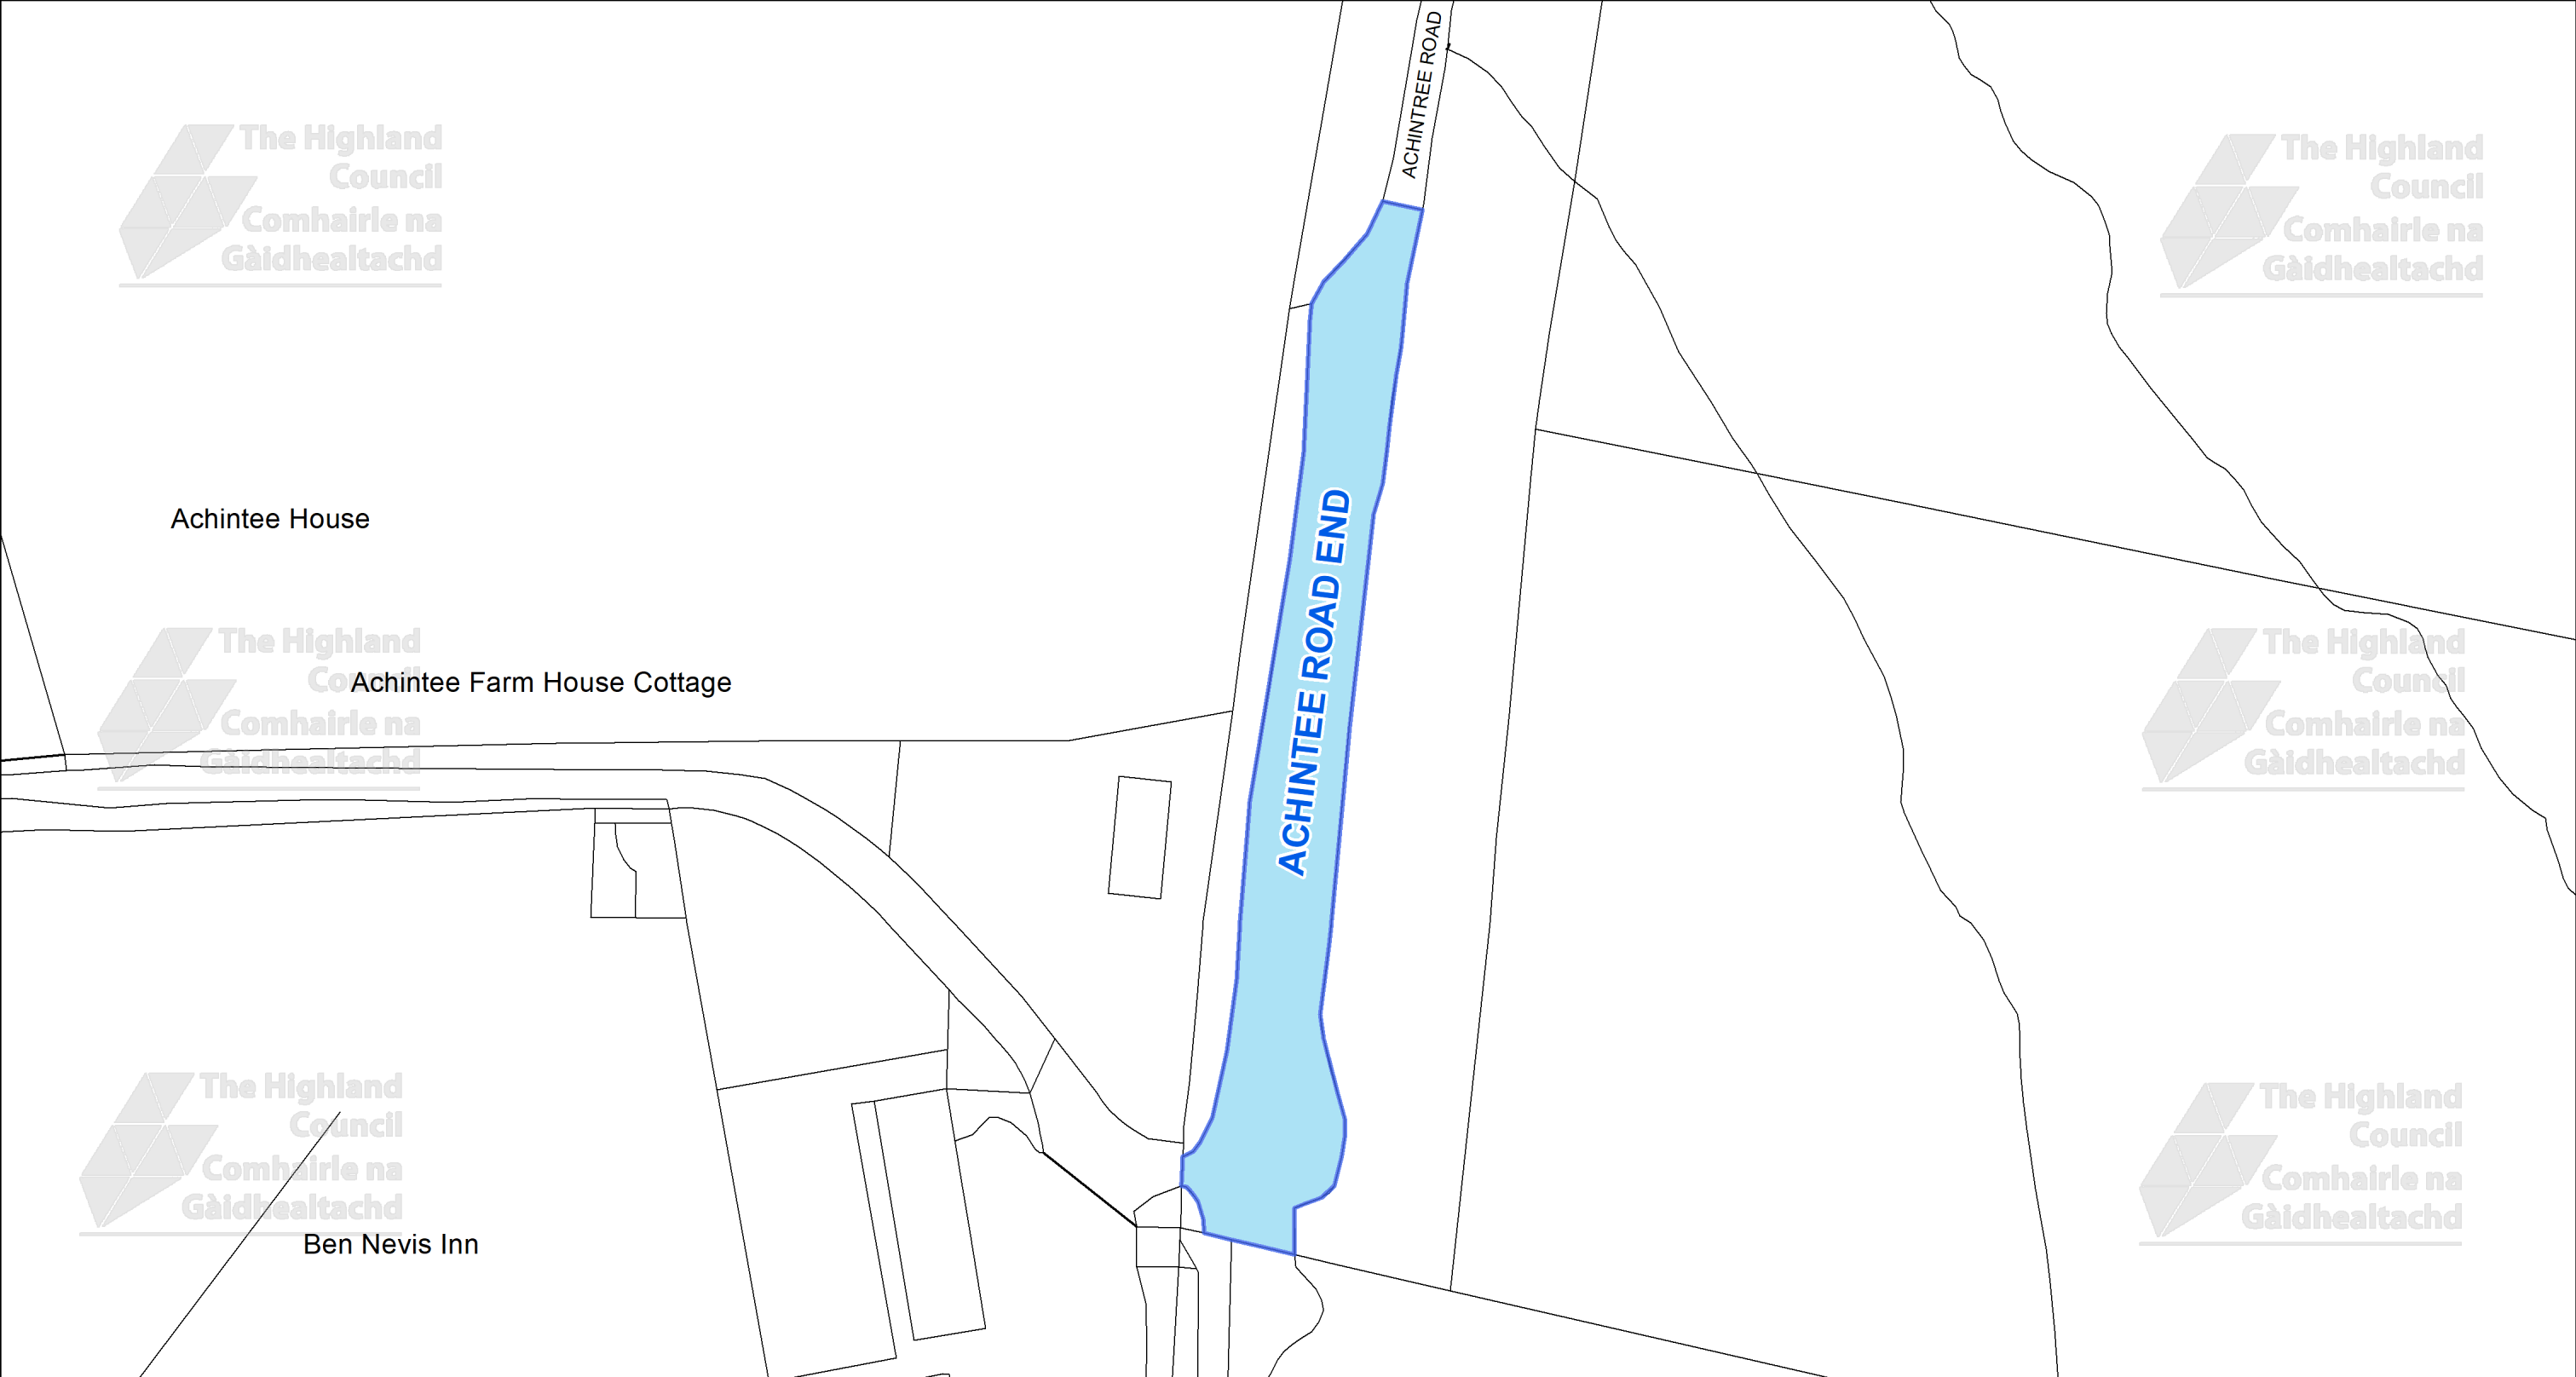 ACHINTREE ROAD
The Highland
Council
Comhairle na
Gàidhealtachd
The Highland
Council
Comhairle na
Gàidhealtachd
ACHINTEE ROAD END
Achintee House
The Highland
Council
Comhairle na
Gàidhealtachd
Achintee Farm House Cottage
The Highland
Council
Comhairle na
Gàidhealtachd
The Highland
Council
Comhairle na
Gàidhealtachd
Ben Nevis Inn
The Highland
Council
Comhairle na
Gàidhealtachd